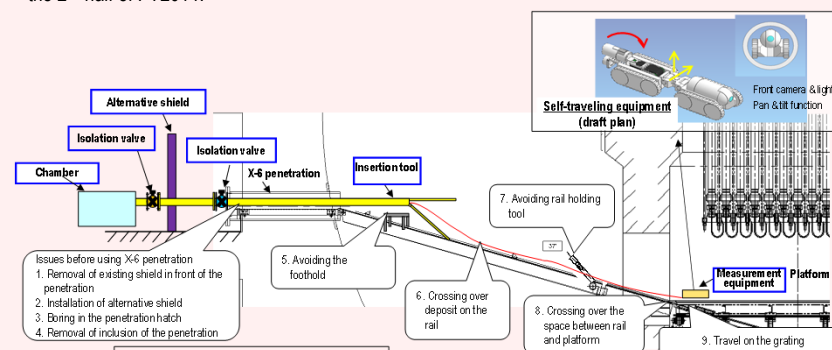 Self-traveling equipment
(draft plan)
Front camera & light
Pan & tilt function
Alternative shield
Isolation valve
Isolation valve
Chamber
X-6 penetration
Insertion tool
7. Avoiding rail holding
tool
37°
Issues before using X-6 penetration
1. Removal of existing shield in front of the
penetration
2. Installation of alternative shield
3. Boring in the penetration hatch
4. Removal of inclusion of the penetration
5. Avoiding the
foothold
6. Crossing over
deposit on the
rail
Measurement
equipment
Platform
8. Crossing over the
space between rail
and platform
9. Travel on the grating